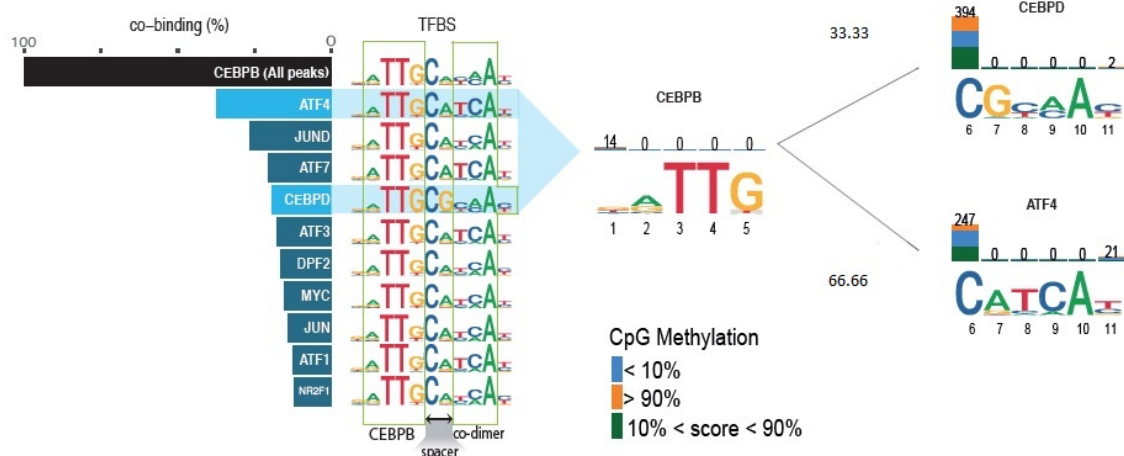 co-binding (%)
100
0
CEBPB (All peaks)
ATF4
JUND
ATF7
CEBPD
ATF3
DPF2
MYC
JUN
ATF1
NR2F1
TFBS
CEBPB
co-dimer
spacer
CEBPB
14 0 0 0 0
TTG
1 2 3 4 5
33.33
66.66
CEBPD
394 0 0 0 0 2
CG A
6 7 8 9 10 11
ATF4
247 0 0 0 0 21
CATCA
6 7 8 9 10 11
CpG Methylation
< 10%
> 90%
10% < score < 90%